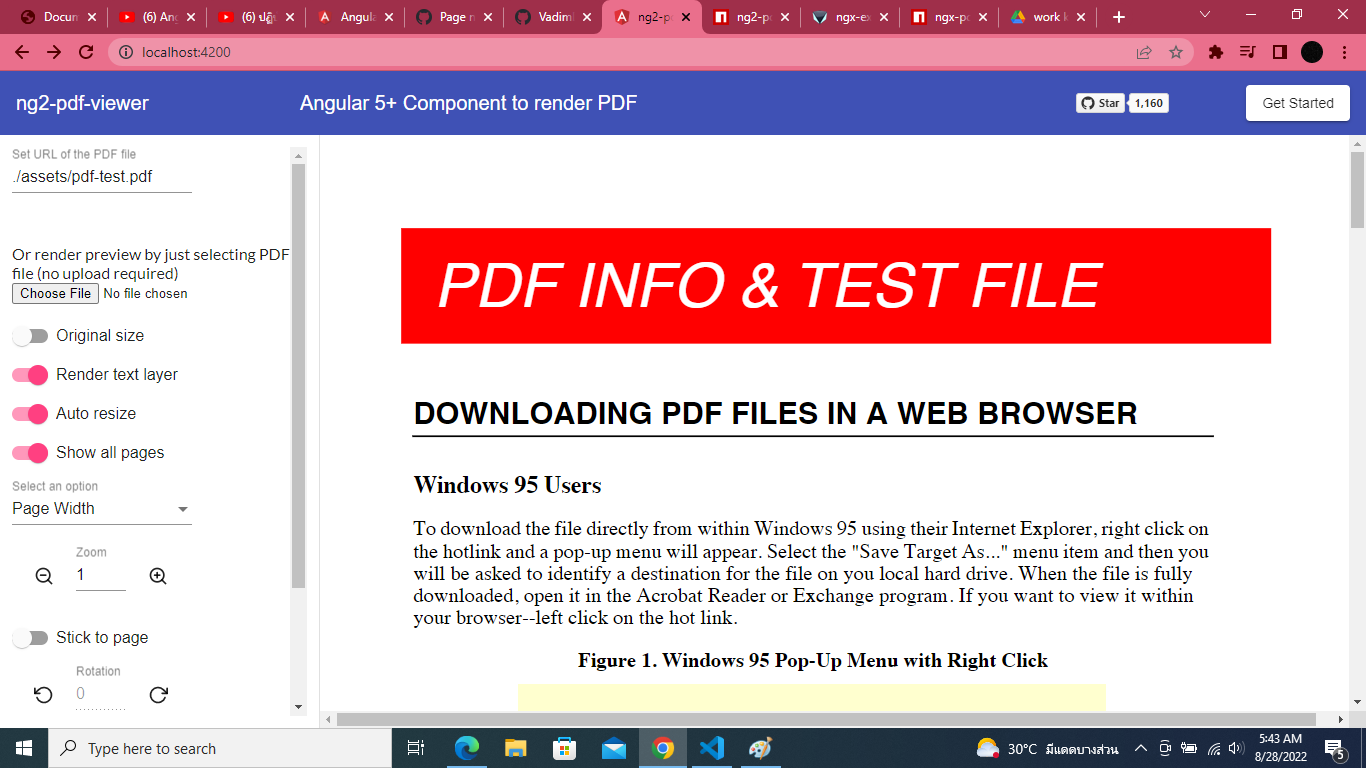 Docum
(6) Ang
(6) ปฏิบั
Angula
Page n
Vadim
ng2-pd
ng2-pd
ngx-ex
ngx-pd
work l
localhost:4200
ng2-pdf-viewer
Angular 5+ Component to render PDF
Star
1,160
Get Started
Set URL of the PDF file
./assets/pdf-test.pdf
Or render preview by just selecting PDF
file (no upload required)
Choose File No file chosen
Original size
Render text layer
Auto resize
Show all pages
Select an option
Page Width
Zoom
1
Stick to page
Rotation
0
PDF INFO & TEST FILE
DOWNLOADING PDF FILES IN A WEB BROWSER
Windows 95 Users
To download the file directly from within Windows 95 using their Internet Explorer, right click on
the hotlink and a pop-up menu will appear. Select the "Save Target As..." menu item and then you
will be asked to identify a destination for the file on you local hard drive. When the file is fully
downloaded, open it in the Acrobat Reader or Exchange program. If you want to view it within
your browser--left click on the hot link.
Figure 1. Windows 95 Pop-Up Menu with Right Click
Type here to search
30°C มีแดดบางส่วน
5:43 AM
8/28/2022
5